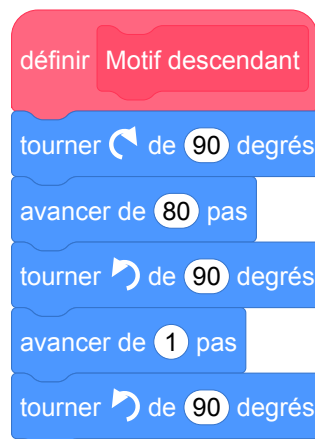 définir Motif descendant
tourner de 90 degrés
avancer de 80 pas
tourner de 90 degrés
avancer de 1 pas
tourner de 90 degrés